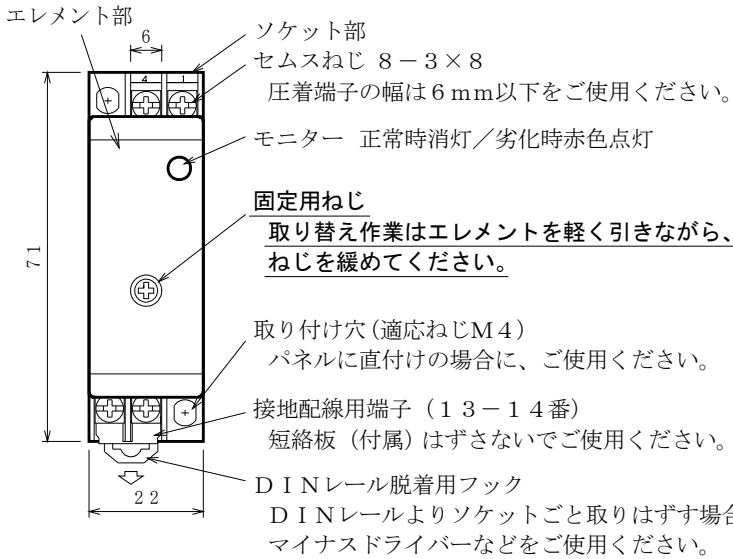 エレメント部
6
ソケット部
セムスねじ ８－３×８
圧着端子の幅は６ｍｍ以下をご使用ください。
4 1
モニター 正常時消灯／劣化時赤色点灯
固定用ねじ
取り替え作業はエレメントを軽く引きながら、
ねじを緩めてください。
７１
取り付け穴（適応ねじＭ４）
パネルに直付けの場合に、ご使用ください。
接地配線用端子（１３－１４番）
短絡板（付属）はずさないでご使用ください。
ＤＩＮレール脱着用フック
２２
ＤＩＮレールよりソケットごと取りはずす場合
マイナスドライバーなどをご使用ください。